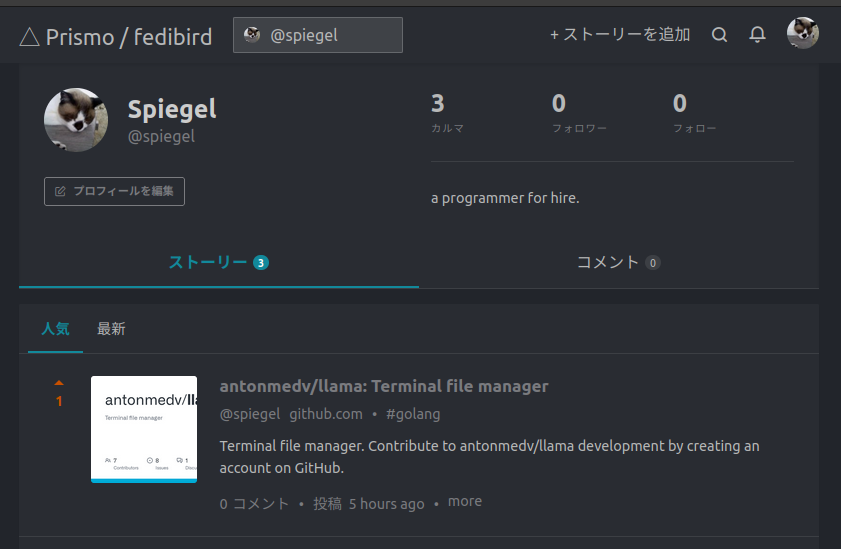 △ Prismo / fedibird
@spiegel
+ ストーリーを追加
Spiegel
@spiegel
プロフィールを編集
3
カルマ
0
フォロワー
0
フォロー
a programmer for hire.
ストーリー 3
コメント 0
人気
最新
1
antonmedv/ll
Terminal file manager
7
Contributors
8
Issues
1
Discu
antonmedv/llama: Terminal file manager
@spiegel github.com • #golang
Terminal file manager. Contribute to antonmedv/llama development by creating an
account on GitHub.
0 コメント • 投稿 5 hours ago • more